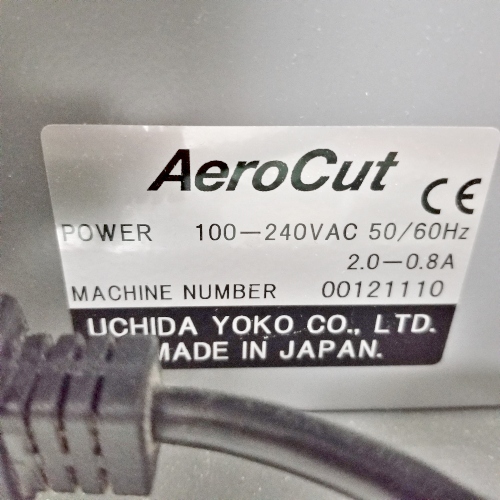 AeroCut
CE
POWER 100-240VAC 50/60Hz
2.0-0.8A
MACHINE NUMBER 00121110
UCHIDA YOKO CO., LTD.
MADE IN JAPAN.